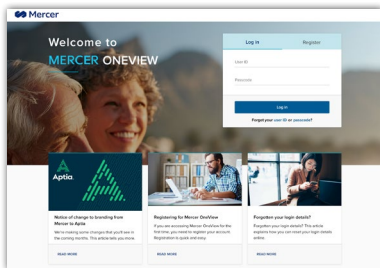 Mercer
Welcome to
MERCER ONEVIEW
Log in
Register
User ID
Passcode
Log in
Forgot your user ID or passcode?
Aptia
Notice of change to branding from
Mercer to Aptia
We're making some changes that you'll see in
the coming months. This article tells you more.
READ MORE
Registering for Mercer OneView
If you are accessing Mercer OneView for the
first time, you need to register your account.
Registration is quick and easy.
READ MORE
Forgotten your login details?
Forgotten your login details? This article
explains how you can reset your login details
online.
READ MORE